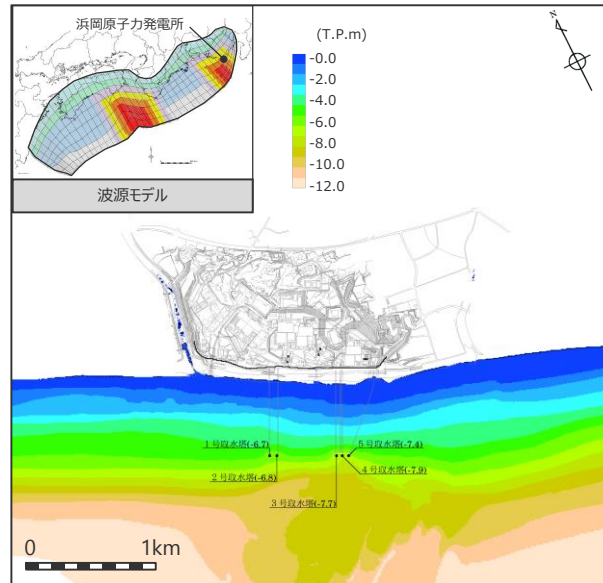 浜岡原子力発電所
波源モデル
(T.P.m)
-0.0
-2.0
-4.0
-6.0
-8.0
-10.0
-12.0
N
1号取水塔(-6.7)
5号取水塔(-7.4)
2号取水塔(-6.8)
4号取水塔(-7.9)
3号取水塔(-7.7)
0 1km